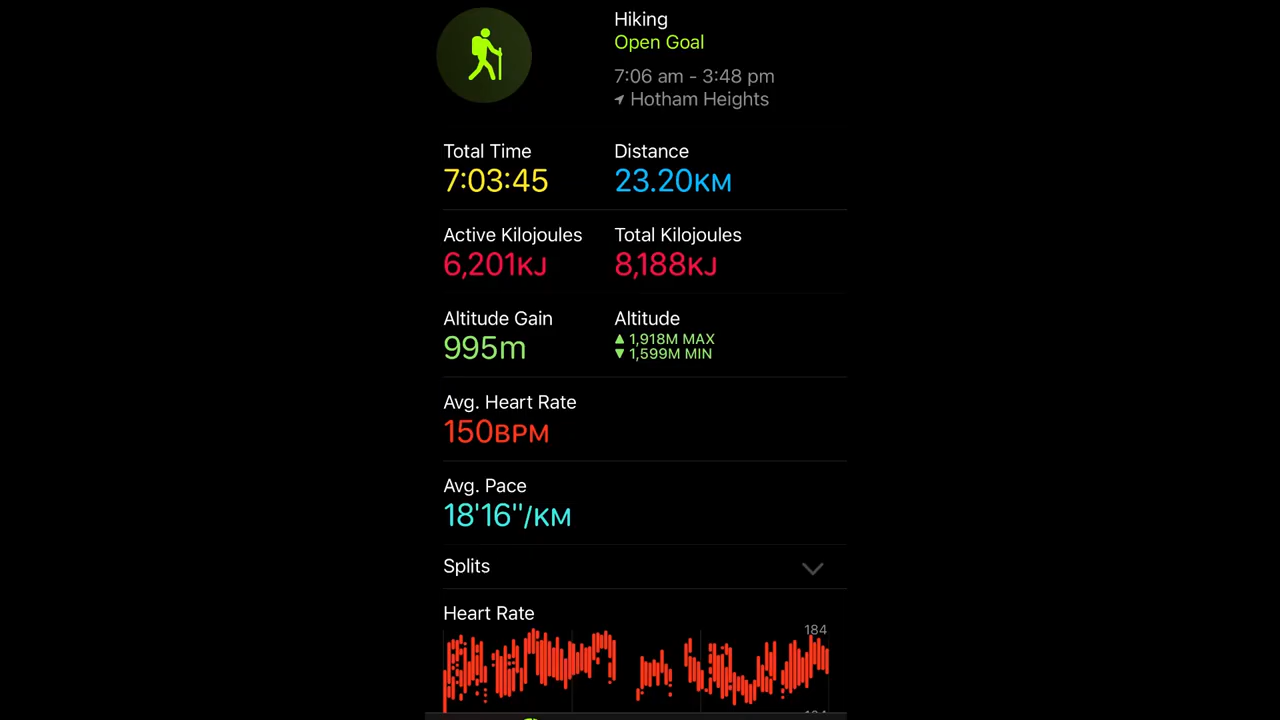 Hiking
Open Goal
7:06 am - 3:48 pm
Hotham Heights
Total Time
Distance
7:03:45
23.20KM
Active Kilojoules
Total Kilojoules
6,201KJ
8,188KJ
Altitude Gain
Altitude
995m
▲ 1,918M MAX
▼ 1,599M MIN
Avg. Heart Rate
150BPM
Avg. Pace
18'16"/KM
Splits
Heart Rate
184